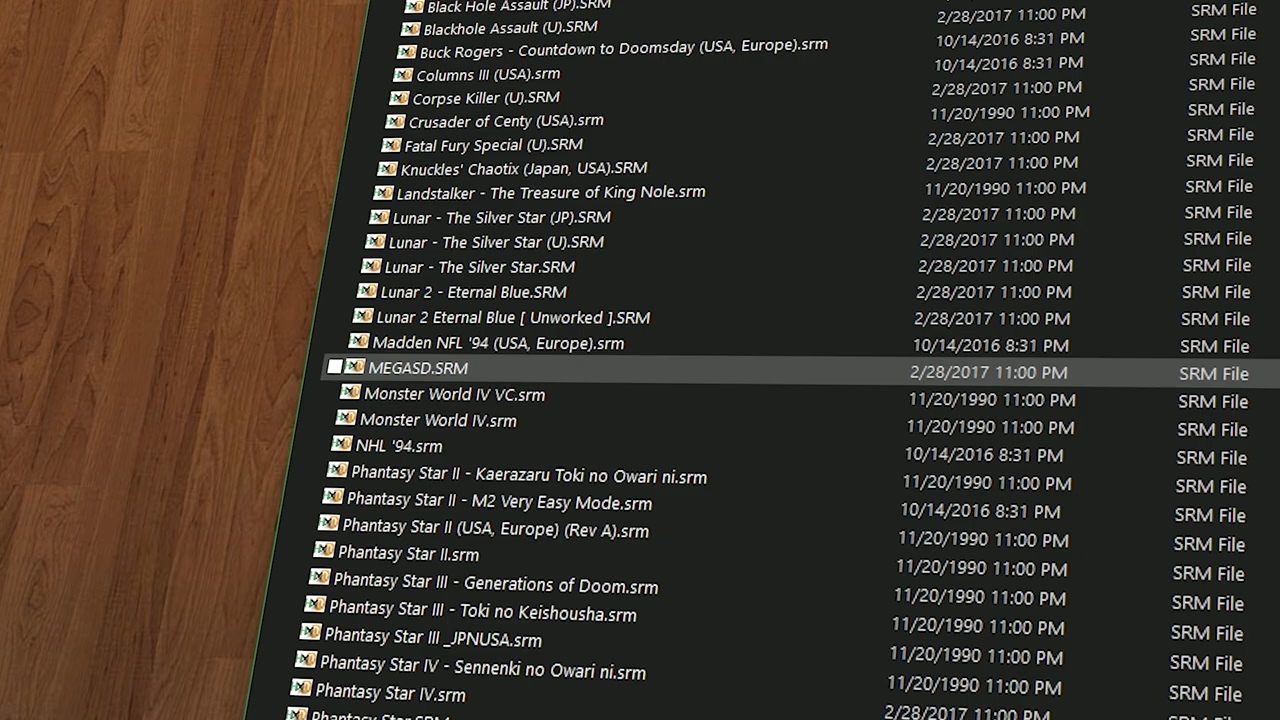 Black Hole Assault (JP).SRM
Blackhole Assault (U).SRM 2/28/2017 11:00 PM SRM File
Buck Rogers - Countdown to Doomsday (USA, Europe).srm 10/14/2016 8:31 PM SRM File
Columns III (USA).srm 10/14/2016 8:31 PM SRM File
Corpse Killer (U).SRM 2/28/2017 11:00 PM SRM File
Crusader of Centy (USA).srm 11/20/1990 11:00 PM SRM File
Fatal Fury Special (U).SRM 2/28/2017 11:00 PM SRM File
Knuckles' Chaotix (Japan, USA).SRM 2/28/2017 11:00 PM SRM File
Landstalker - The Treasure of King Nole.srm 11/20/1990 11:00 PM SRM File
Lunar - The Silver Star (JP).SRM 2/28/2017 11:00 PM SRM File
Lunar - The Silver Star (U).SRM 2/28/2017 11:00 PM SRM File
Lunar - The Silver Star.SRM 2/28/2017 11:00 PM SRM File
Lunar 2 - Eternal Blue.SRM 2/28/2017 11:00 PM SRM File
Lunar 2 Eternal Blue [ Unworked ].SRM 2/28/2017 11:00 PM SRM File
Madden NFL '94 (USA, Europe).srm 10/14/2016 8:31 PM SRM File
MEGASD.SRM 2/28/2017 11:00 PM SRM File
Monster World IV VC.srm 11/20/1990 11:00 PM SRM File
Monster World IV.srm 11/20/1990 11:00 PM SRM File
NHL '94.srm 10/14/2016 8:31 PM SRM File
Phantasy Star II - Kaerazaru Toki no Owari ni.srm 11/20/1990 11:00 PM SRM File
Phantasy Star II - M2 Very Easy Mode.srm 10/14/2016 8:31 PM SRM File
Phantasy Star II (USA, Europe) (Rev A).srm 11/20/1990 11:00 PM SRM File
Phantasy Star II.srm 11/20/1990 11:00 PM SRM File
Phantasy Star III - Generations of Doom.srm 11/20/1990 11:00 PM SRM File
Phantasy Star III - Toki no Keishousha.srm 11/20/1990 11:00 PM SRM File
Phantasy Star III _JPNUSA.srm 11/20/1990 11:00 PM SRM File
Phantasy Star IV - Sennenki no Owari ni.srm 11/20/1990 11:00 PM SRM File
Phantasy Star IV.srm 2/28/2017 11:00 PM
Phantasy Star.SRM